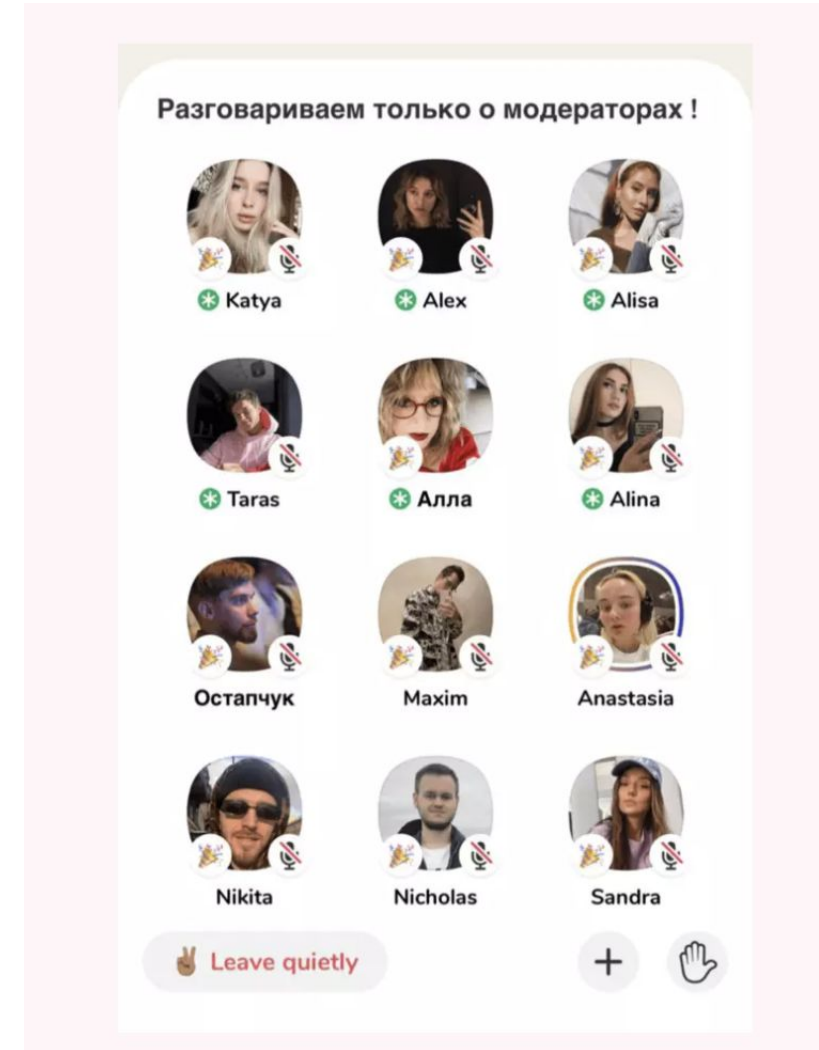 Разговариваем только о модераторах !
Katya
Alex
Alisa
Taras
Алла
Alina
Остапчук
Maxim
Anastasia
Nikita
Nicholas
Sandra
Leave quietly